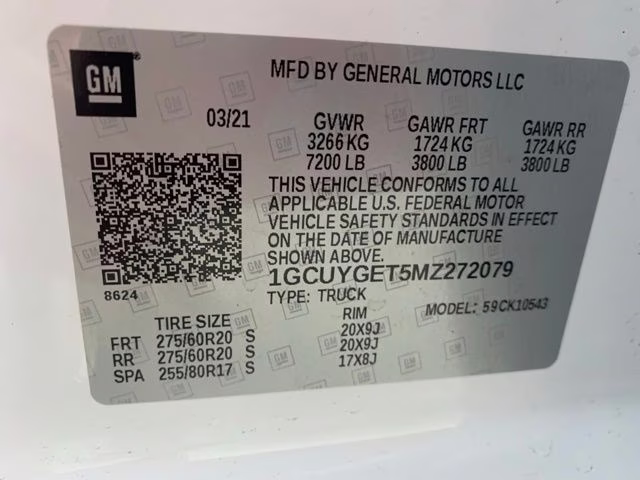 GM
MFD BY GENERAL MOTORS LLC
03/21 GVWR GAWR FRT GAWR RR
3266 KG 1724 KG 1724 KG
7200 LB 3800 LB 3800 LB
THIS VEHICLE CONFORMS TO ALL
APPLICABLE U.S. FEDERAL MOTOR
VEHICLE SAFETY STANDARDS IN EFFECT
ON THE DATE OF MANUFACTURE
SHOWN ABOVE.
1GCUYGET5MZ272079
8624
TYPE: TRUCK MODEL: 59CK10543
TIRE SIZE RIM
FRT 275/60R20 S 20X9J
RR 275/60R20 S 20X9J
SPA 255/80R17 S 17X8J